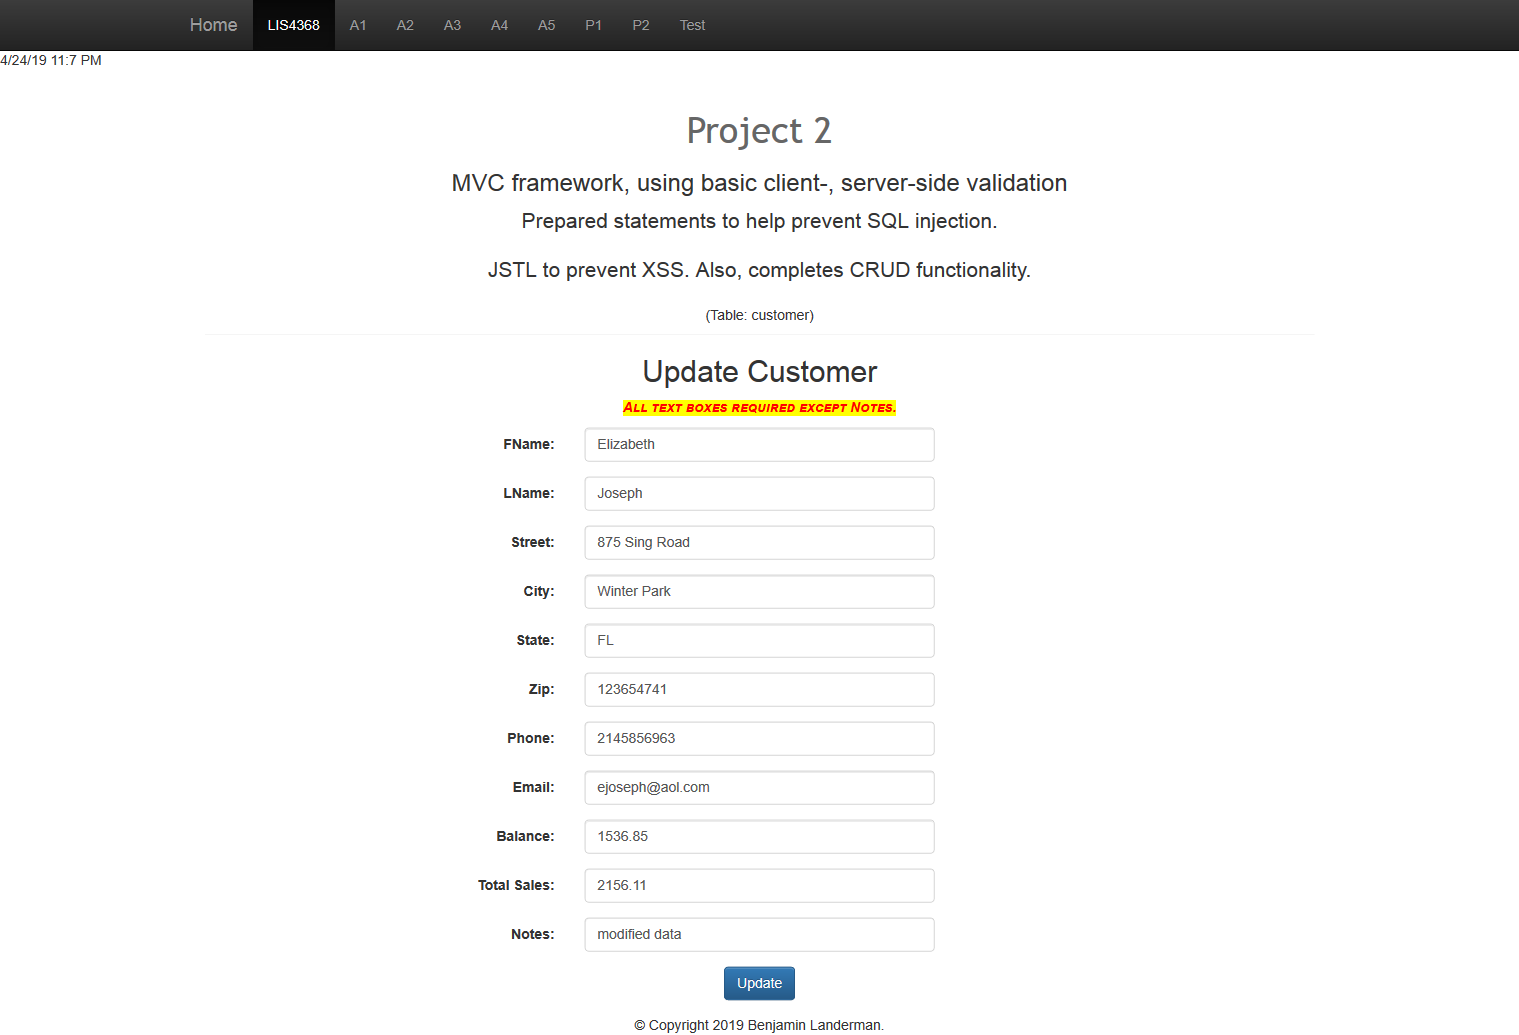 Home LIS4368 A1 A2 A3 A4 A5 P1 P2 Test
4/24/19 11:7 PM
Project 2
MVC framework, using basic client-, server-side validation
Prepared statements to help prevent SQL injection.
JSTL to prevent XSS. Also, completes CRUD functionality.
(Table: customer)
Update Customer
All text boxes required except Notes.
FName: Elizabeth
LName: Joseph
Street: 875 Sing Road
City: Winter Park
State: FL
Zip: 123654741
Phone: 2145856963
Email: ejoseph@aol.com
Balance: 1536.85
Total Sales: 2156.11
Notes: modified data
Update
© Copyright 2019 Benjamin Landerman.